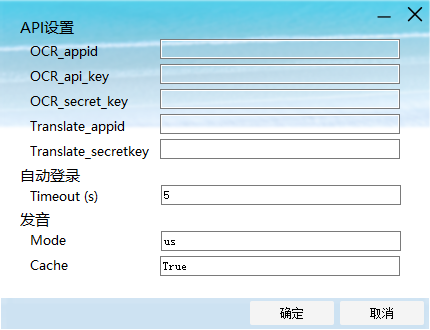 API设置
OCR_appid
OCR_api_key
OCR_secret_key
Translate_appid
Translate_secretkey
自动登录
Timeout (s) 5
发音
Mode us
Cache True
确定 取消